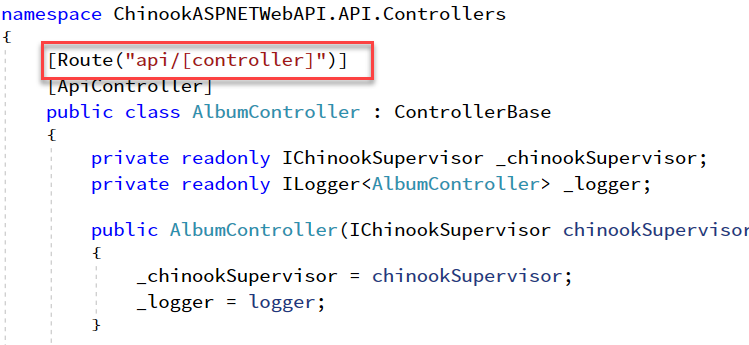 namespace ChinookASPNETWebAPI.API.Controllers
{
[Route("api/[controller]")]
[ApiController]
public class AlbumController : ControllerBase
{
private readonly IChinookSupervisor _chinookSupervisor;
private readonly ILogger<AlbumController> _logger;
public AlbumController(IChinookSupervisor chinookSupervisor
{
_chinookSupervisor = chinookSupervisor;
_logger = logger;
}